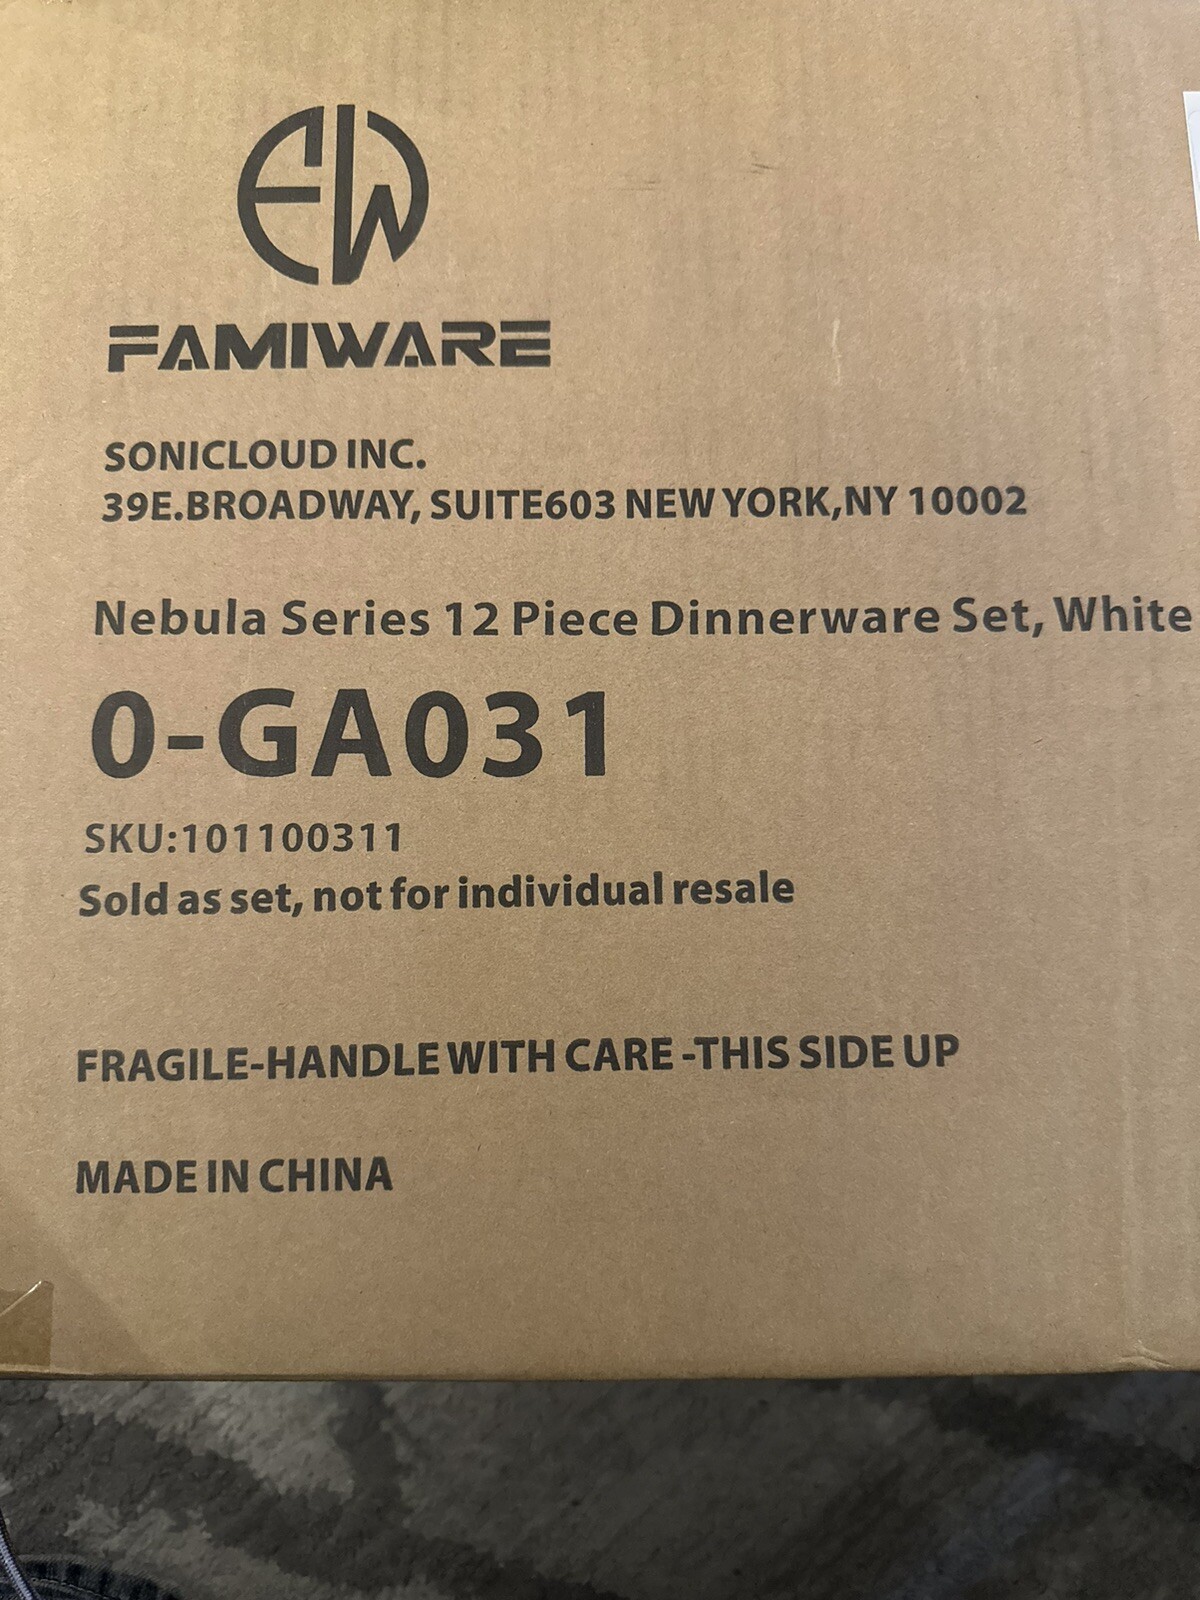 FW
FAMIWARE
SONICLOUD INC.
39E.BROADWAY, SUITE603 NEW YORK,NY 10002
Nebula Series 12 Piece Dinnerware Set, White
0-GA031
SKU:101100311
Sold as set, not for individual resale
FRAGILE-HANDLE WITH CARE -THIS SIDE UP
MADE IN CHINA